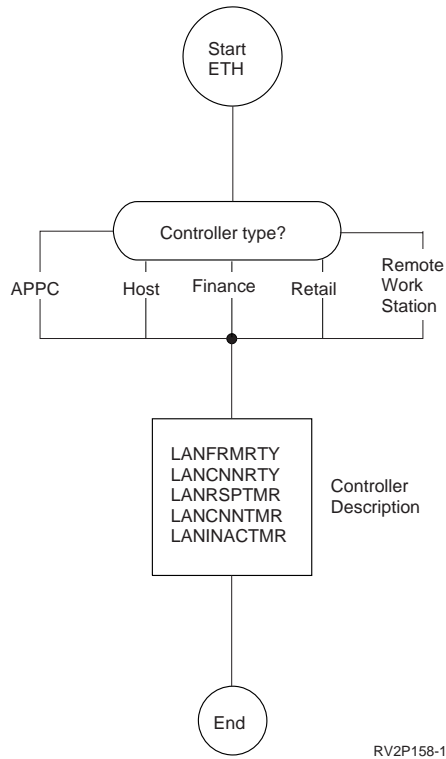 Start
ETH
Controller type?
APPC
Host
Finance
Retail
Remote
Work
Station
LANFRMRTY
LANCNNRTY
LANRSPTMR
LANCNNTMR
LANINACTMR
Controller
Description
End
RV2P158-1